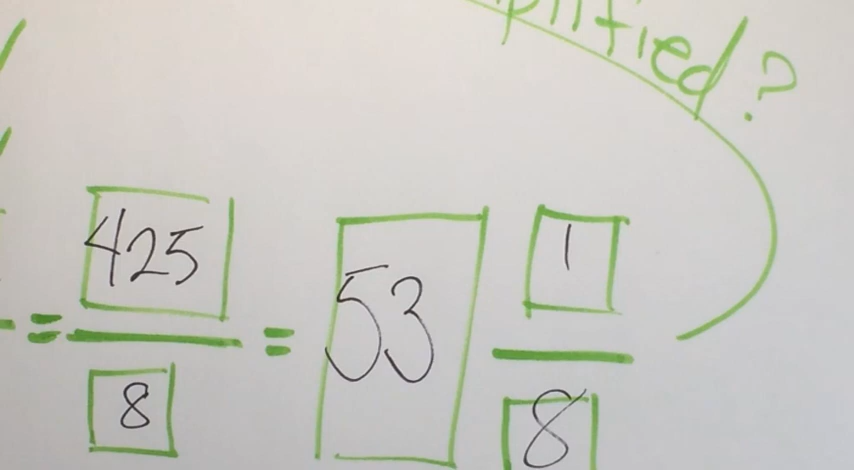 plified?
= 425/8 = 53 1/8